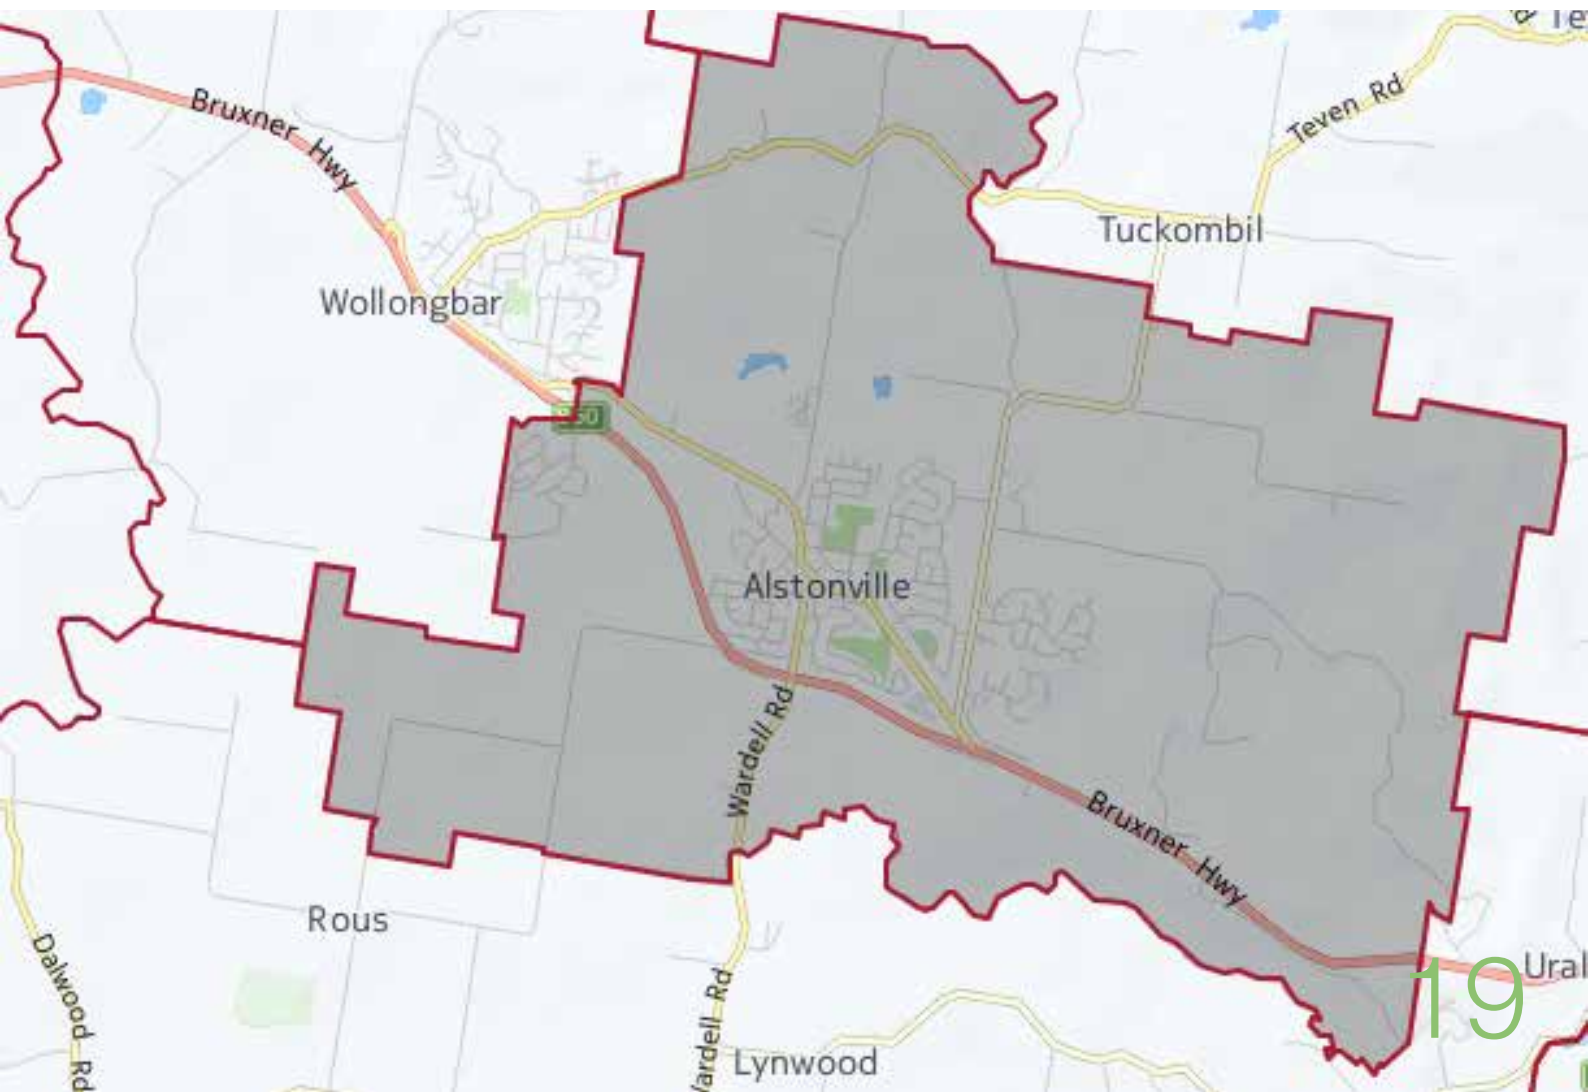 Bruxner Hwy
Teven Rd
Tuckombil
Wollongbar
Alstonville
Wardell Rd
Bruxner Hwy
Rous
Dalwood Rd
Wardell Rd
Ural
19
Lynwood